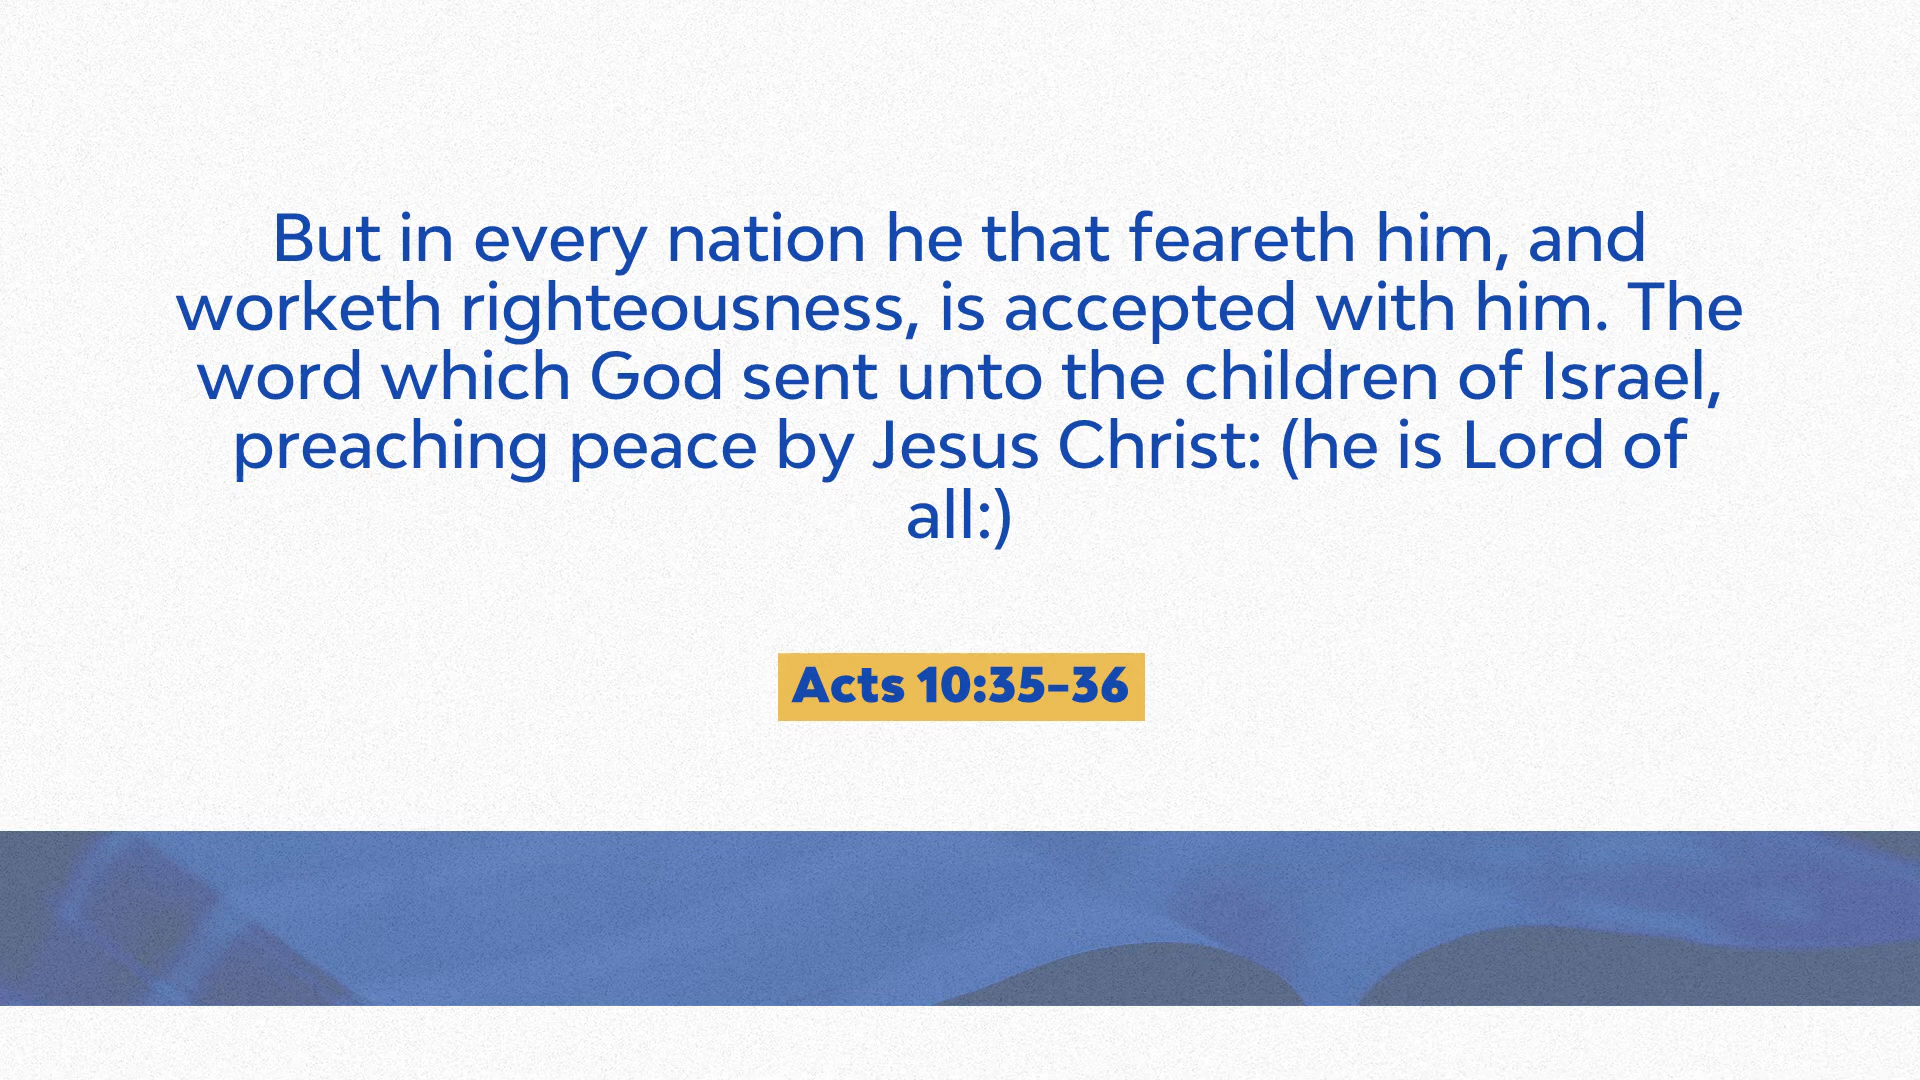 But in every nation he that feareth him, and
worketh righteousness, is accepted with him. The
word which God sent unto the children of Israel,
preaching peace by Jesus Christ: (he is Lord of
all:)
Acts 10:35-36